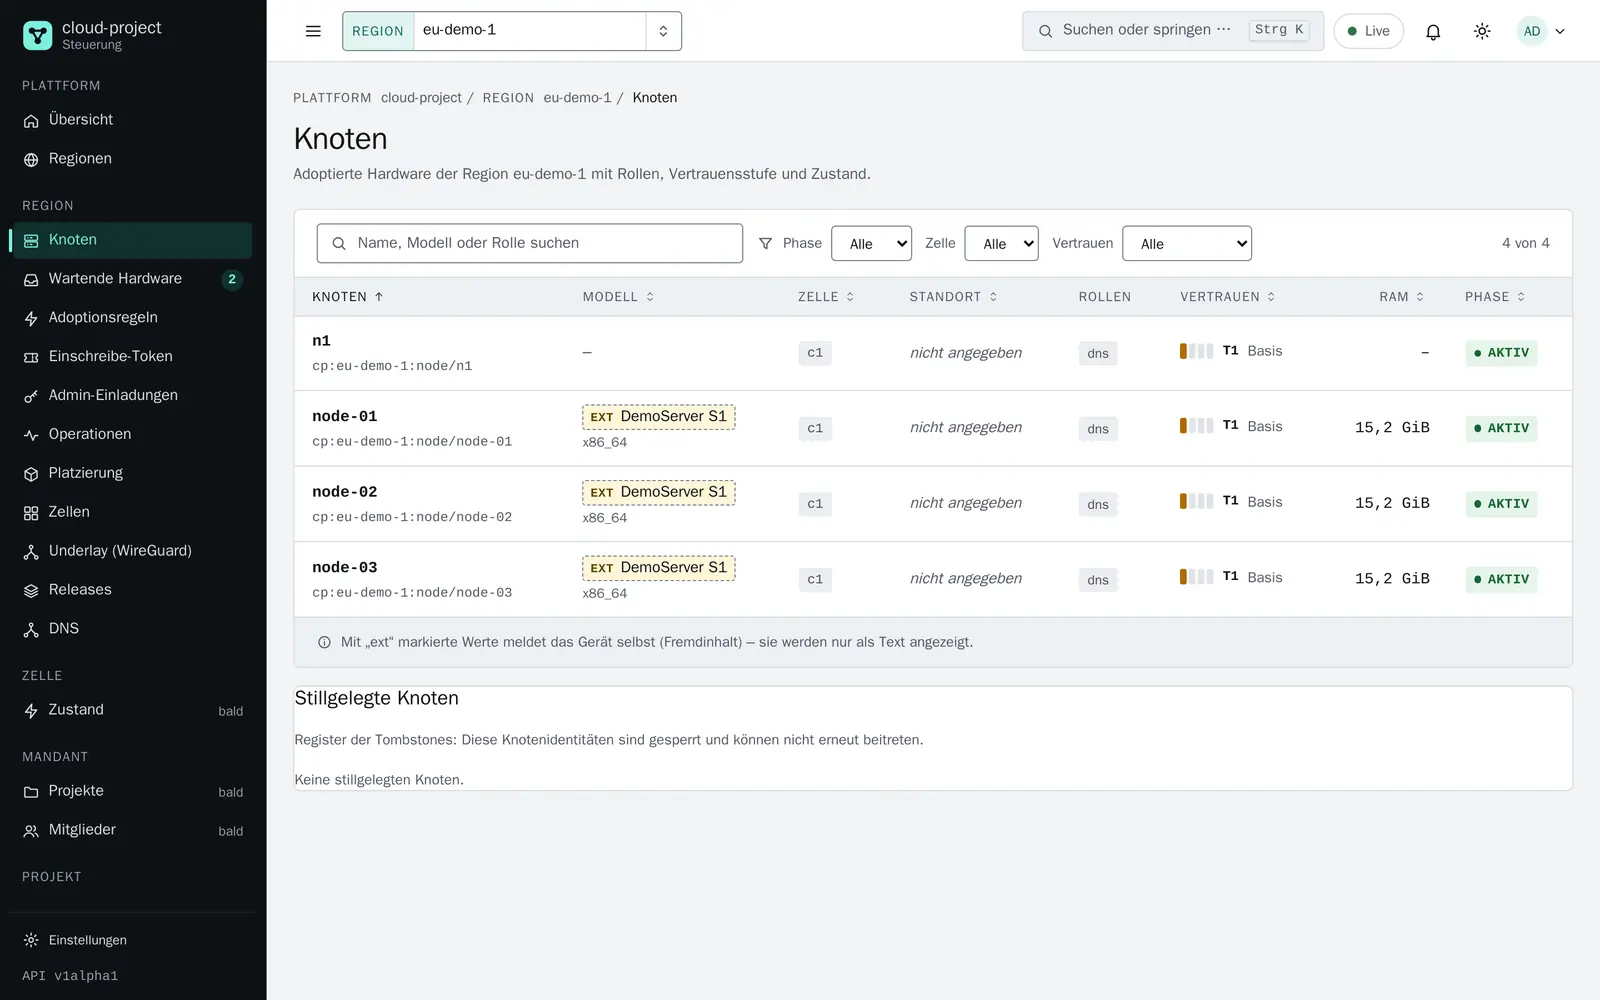 cloud-project
Steuerung
PLATTFORM
Übersicht
Regionen
REGION
Knoten
Wartende Hardware 2
Adoptionsregeln
Einschreibe-Token
Admin-Einladungen
Operationen
Platzierung
Zellen
Underlay (WireGuard)
Releases
DNS
ZELLE
Zustand bald
MANDANT
Projekte bald
Mitglieder bald
PROJEKT
Einstellungen
API v1alpha1
REGION eu-demo-1
Suchen oder springen ··· Strg K
Live
AD
PLATTFORM cloud-project / REGION eu-demo-1 / Knoten
Knoten
Adoptierte Hardware der Region eu-demo-1 mit Rollen, Vertrauensstufe und Zustand.
Name, Modell oder Rolle suchen Phase Alle Zelle Alle Vertrauen Alle 4 von 4
KNOTEN ↑ MODELL ZELLE STANDORT ROLLEN VERTRAUEN RAM PHASE
n1 — c1 nicht angegeben dns T1 Basis – AKTIV
cp:eu-demo-1:node/n1
node-01 EXT DemoServer S1 c1 nicht angegeben dns T1 Basis 15,2 GiB AKTIV
cp:eu-demo-1:node/node-01 x86_64
node-02 EXT DemoServer S1 c1 nicht angegeben dns T1 Basis 15,2 GiB AKTIV
cp:eu-demo-1:node/node-02 x86_64
node-03 EXT DemoServer S1 c1 nicht angegeben dns T1 Basis 15,2 GiB AKTIV
cp:eu-demo-1:node/node-03 x86_64
Mit „ext“ markierte Werte meldet das Gerät selbst (Fremdinhalt) – sie werden nur als Text angezeigt.
Stillgelegte Knoten
Register der Tombstones: Diese Knotenidentitäten sind gesperrt und können nicht erneut beitreten.
Keine stillgelegten Knoten.